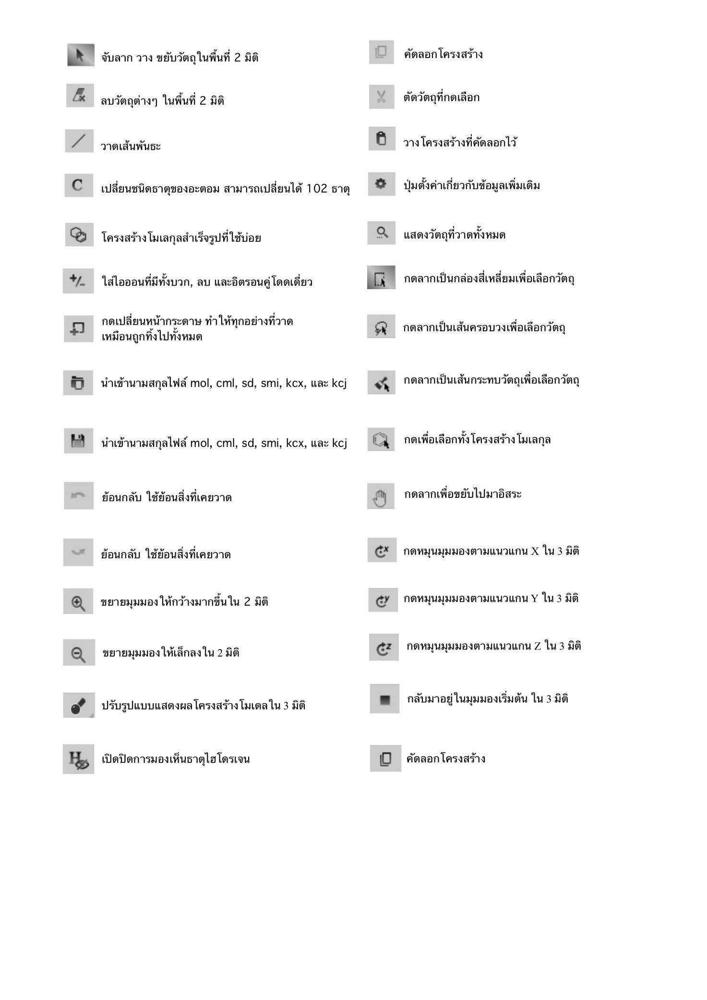 จับลาก วาง ขยับวัตถุในพื้นที่ 2 มิติ
ลบวัตถุต่างๆ ในพื้นที่ 2 มิติ
วาดเส้นพันธะ
C
เปลี่ยนชนิดธาตุของอะตอม สามารถเปลี่ยนได้ 102 ธาตุ
โครงสร้างโมเลกุลสำเร็จรูปที่ใช้บ่อย
+/-
ใส่ไอออนที่มีทั้งบวก, ลบ และอิตรอนคู่โดดเดี่ยว
กดเปลี่ยนหน้ากระดาษ ทำให้ทุกอย่างที่วาด
เหมือนถูกทิ้งไปทั้งหมด
นำเข้านามสกุลไฟล์ mol, cml, sd, smi, kcx, และ kcj
นำเข้านามสกุลไฟล์ mol, cml, sd, smi, kcx, และ kcj
ย้อนกลับ ใช้ย้อนสิ่งที่เคยวาด
ย้อนกลับ ใช้ย้อนสิ่งที่เคยวาด
ขยายมุมมองให้กว้างมากขึ้นใน 2 มิติ
ขยายมุมมองให้เล็กลงใน 2 มิติ
ปรับรูปแบบแสดงผลโครงสร้างโมเดลใน 3 มิติ
H
เปิดปิดการมองเห็นธาตุไฮโดรเจน
คัดลอกโครงสร้าง
ตัดวัตถุที่กดเลือก
วางโครงสร้างที่คัดลอกไว้
ปุ่มตั้งค่าเกี่ยวกับข้อมูลเพิ่มเติม
แสดงวัตถุที่วาดทั้งหมด
กดลากเป็นกล่องสี่เหลี่ยมเพื่อเลือกวัตถุ
กดลากเป็นเส้นครอบวงเพื่อเลือกวัตถุ
กดลากเป็นเส้นกระทบวัตถุเพื่อเลือกวัตถุ
กดเพื่อเลือกทั้งโครงสร้างโมเลกุล
กดลากเพื่อขยับไปมาอิสระ
x
กดหมุนมุมมองตามแนวแกน X ใน 3 มิติ
y
กดหมุนมุมมองตามแนวแกน Y ใน 3 มิติ
z
กดหมุนมุมมองตามแนวแกน Z ใน 3 มิติ
กลับมาอยู่ในมุมมองเริ่มต้น ใน 3 มิติ
คัดลอกโครงสร้าง